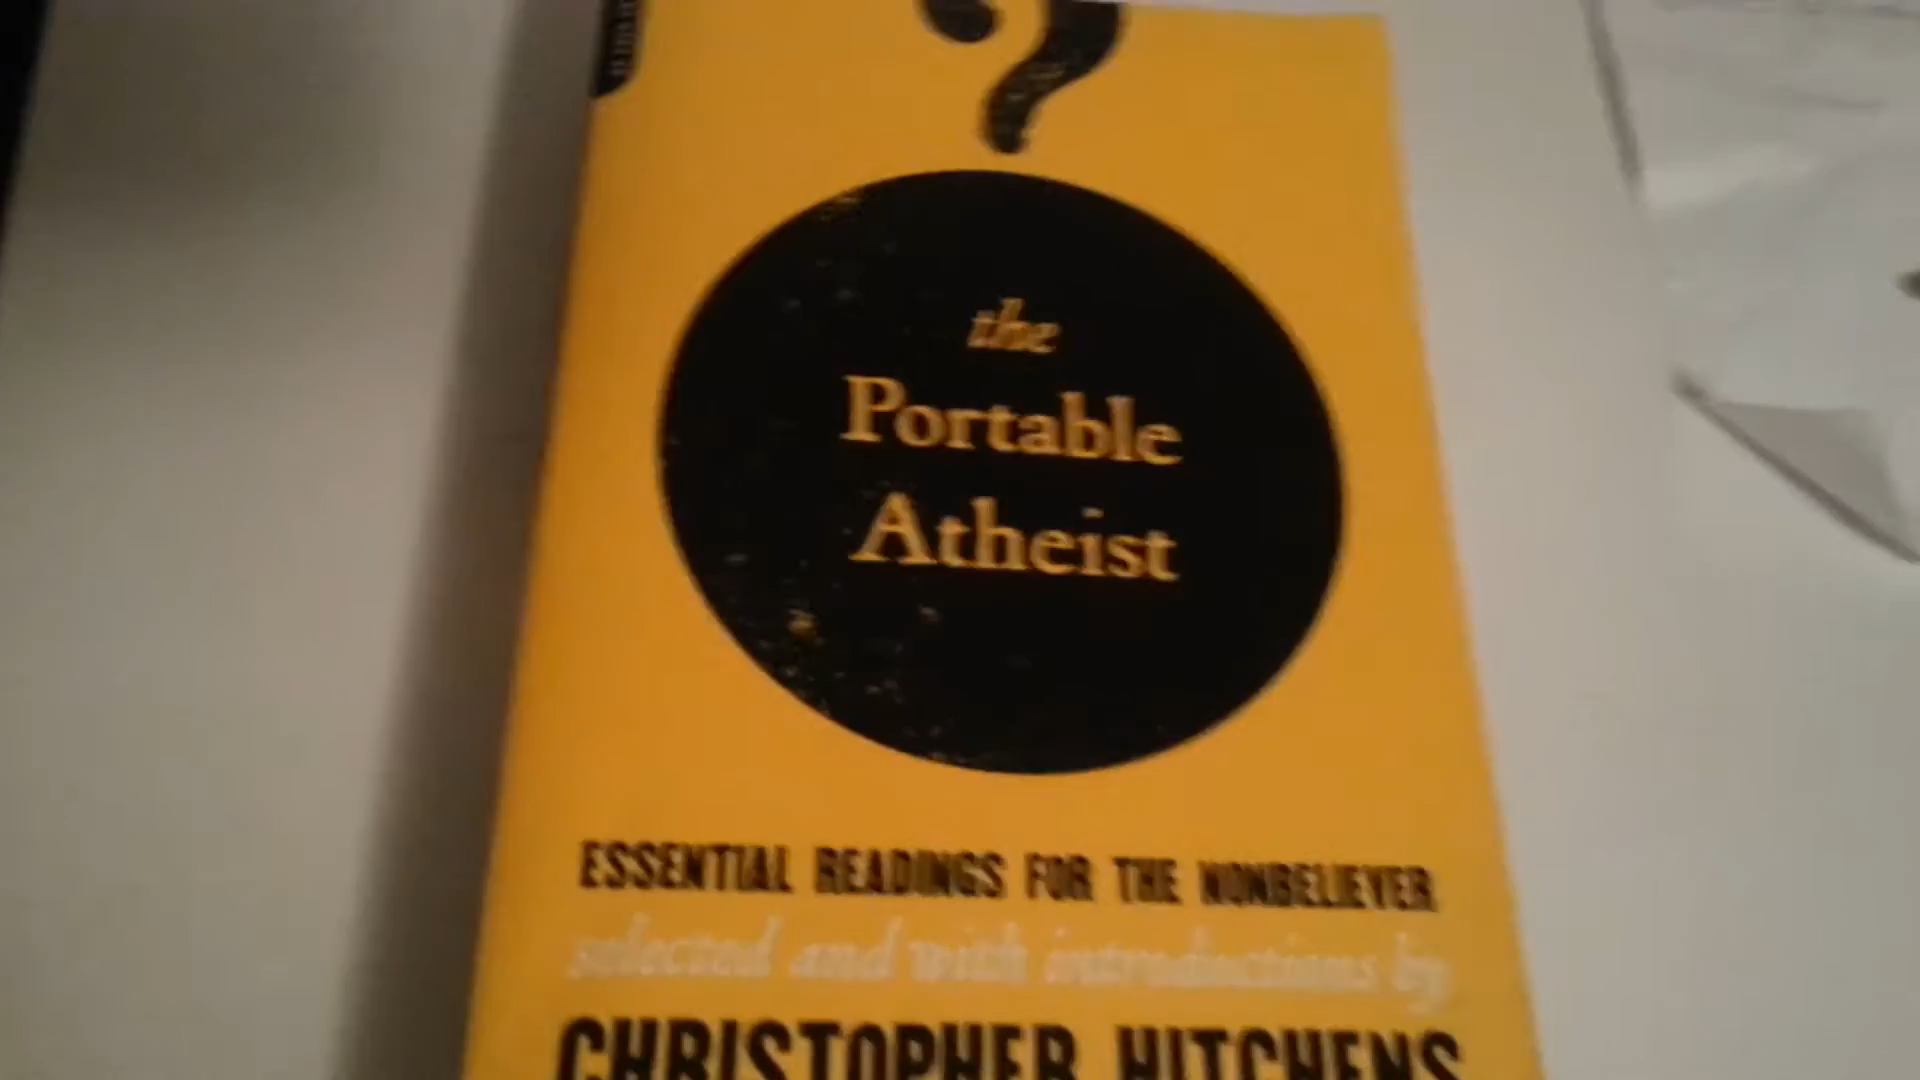 ?
the
Portable
Atheist
ESSENTIAL READINGS FOR THE NONBELIEVER
selected and with introductions by
CHRISTOPHER HITCHENS